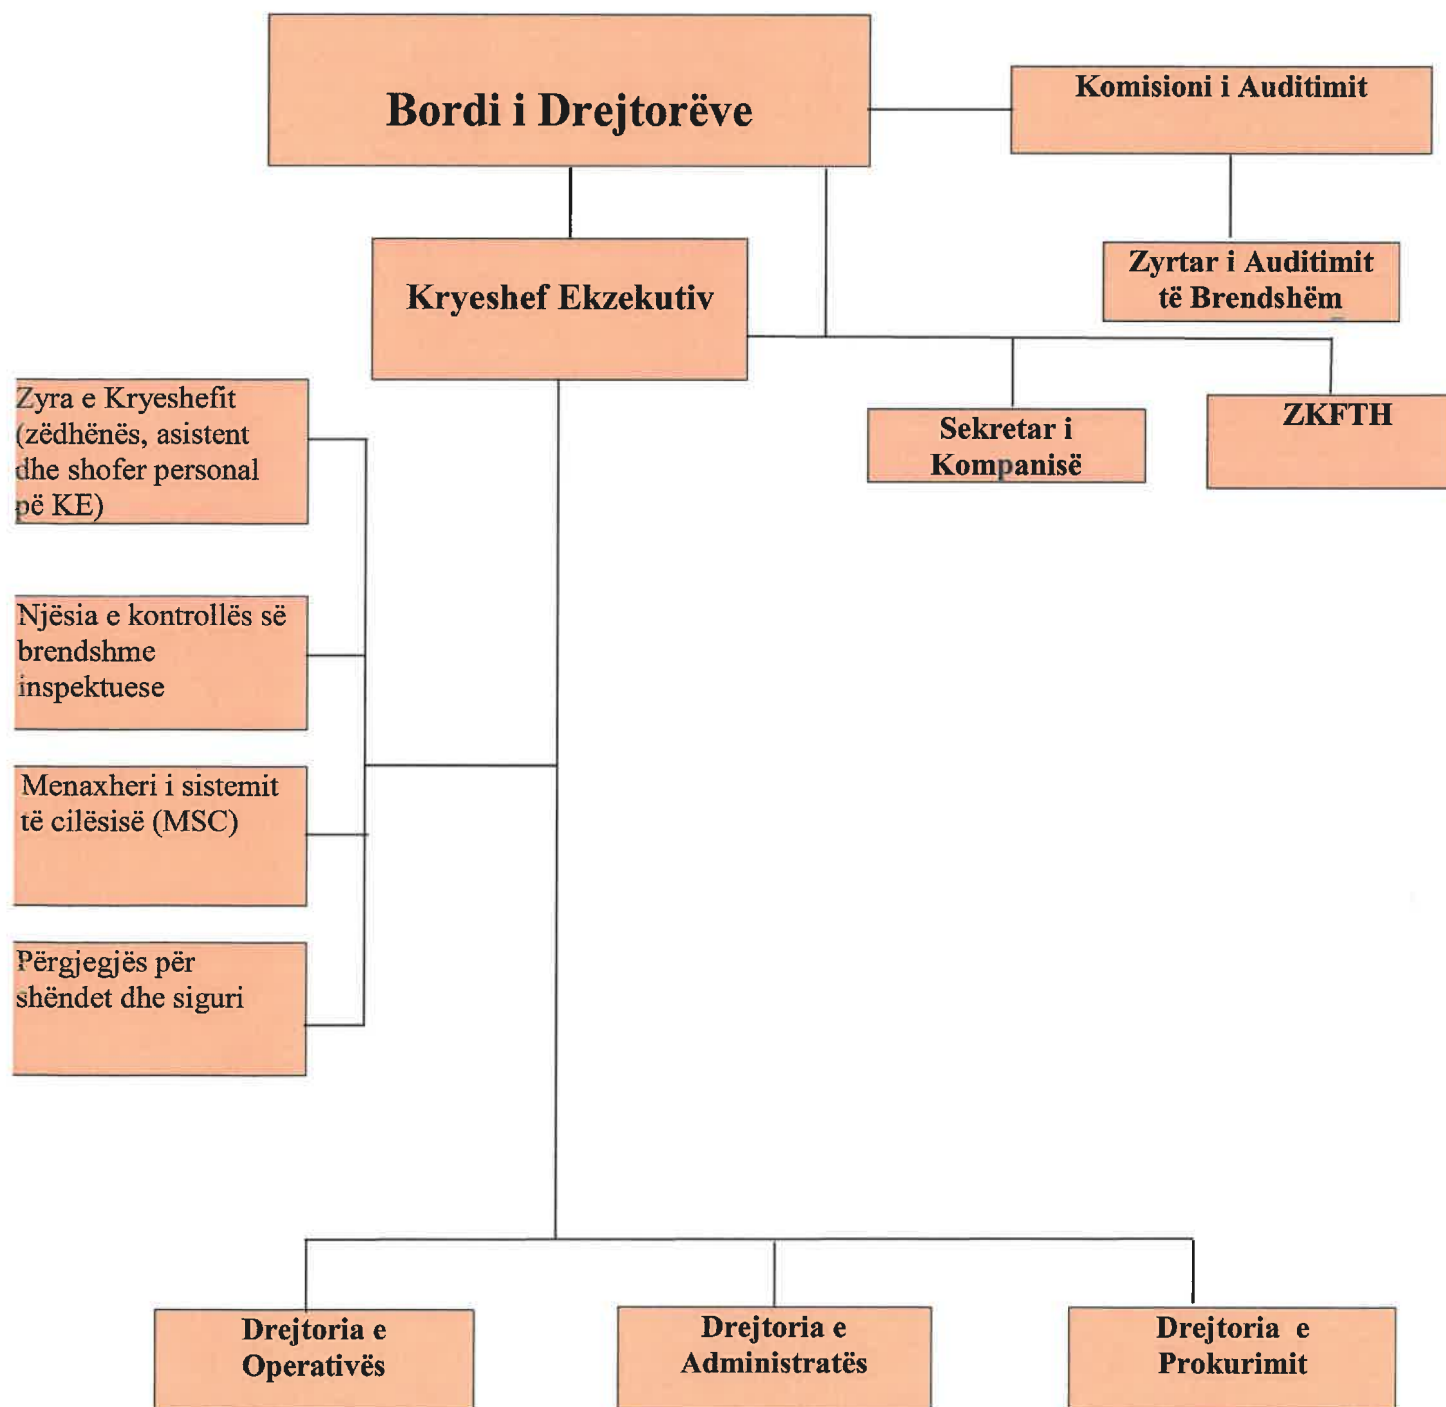 Bordi i Drejtorëve
Komisioni i Auditimit
Zyrtar i Auditimit
të Brendshëm
Kryeshef Ekzekutiv
Sekretar i
Kompanisë
ZKFTH
Zyra e Kryeshefit
(zëdhënës, asistent
dhe shofer personal
pë KE)
Njësia e kontrollës së
brendshme
inspektuese
Menaxheri i sistemit
të cilësisë (MSC)
Përgjegjës për
shëndet dhe siguri
Drejtoria e
Operativës
Drejtoria e
Administratës
Drejtoria e
Prokurimit